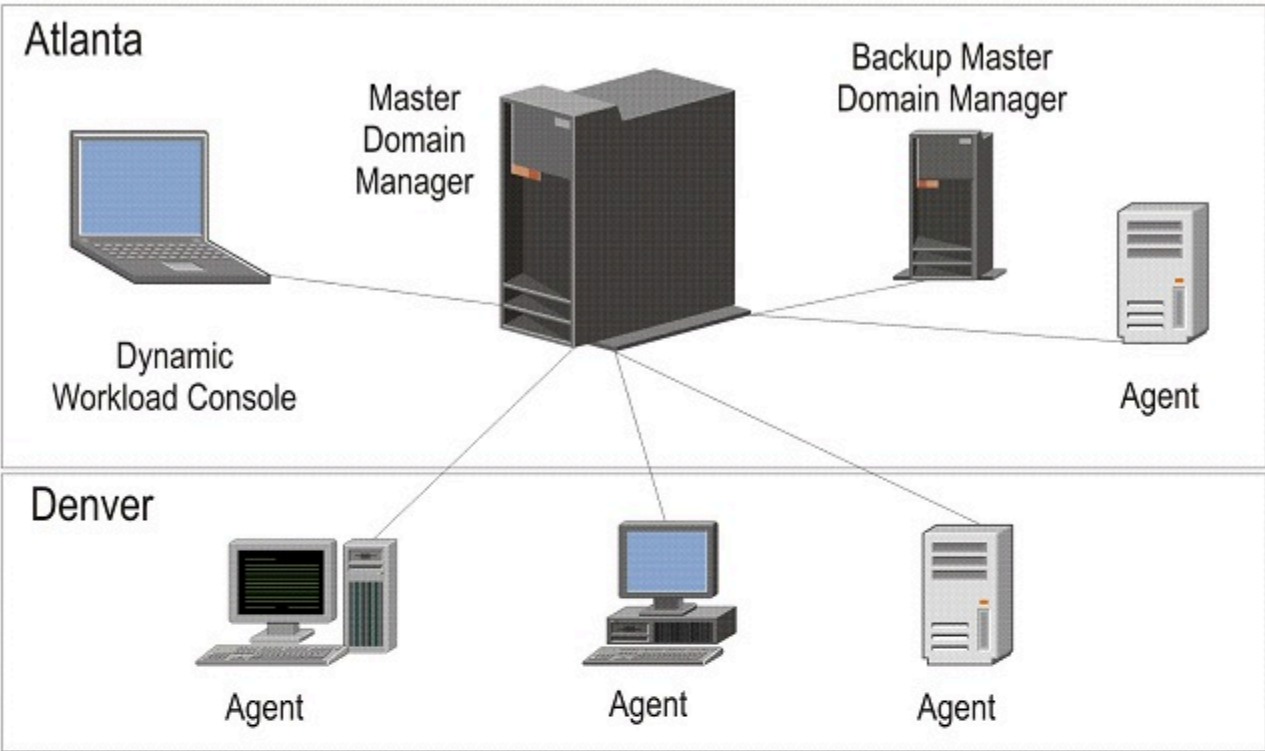 Atlanta
Master
Domain
Manager
Backup Master
Domain Manager
Dynamic
Workload Console
Agent
Denver
Agent
Agent
Agent